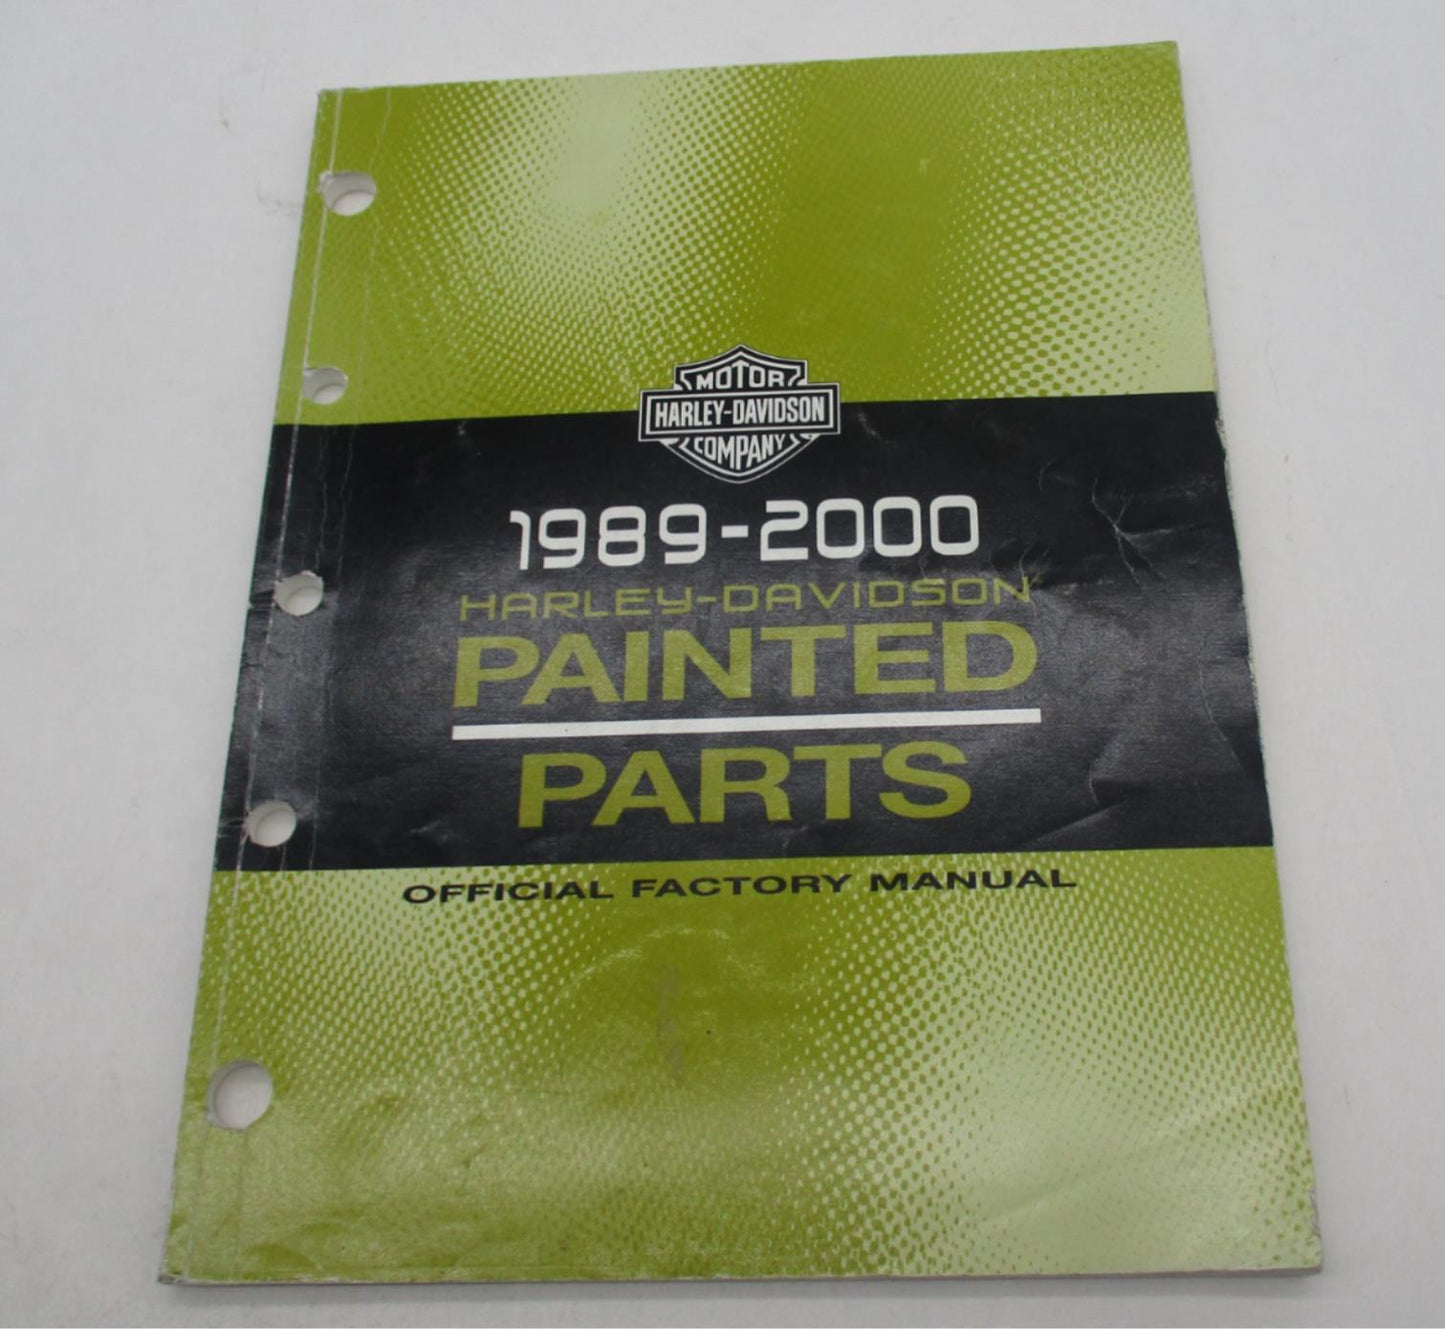 MOTOR
HARLEY-DAVIDSON
COMPANY
1989-2000
HARLEY-DAVIDSON
PAINTED
PARTS
OFFICIAL FACTORY MANUAL